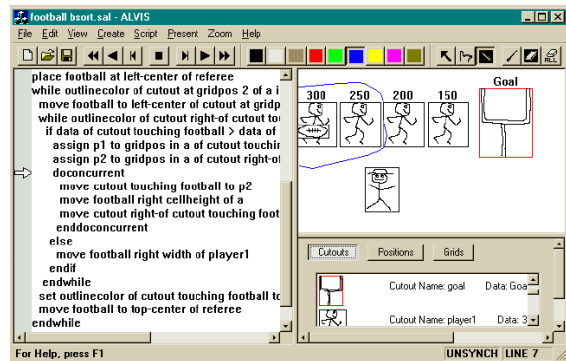 football bsort.sal - ALVIS
File Edit View Create Script Present Zoom Help
ALL
place football at left-center of referee
while outlinecolor of cutout at gridpos 2 of a i
move football to left-center of cutout at gridp
while outlinecolor of cutout right-of cutout tou
if data of cutout touching football > data of
assign p1 to gridpos in a of cutout touchin
assign p2 to gridpos in a of cutout right-of
doconcurrent
move cutout touching football to p2
move football right cellheight of a
move cutout right-of cutout touching foot
enddoconcurrent
else
move football right width of player1
endif
endwhile
set outlinecolor of cutout touching football to
move football to top-center of referee
endwhile
Goal
300 250 200 150
Cutouts Positions Grids
Cutout Name: goal Data: Goa
Cutout Name: player1 Data: 3
For Help, press F1
UNSYNCH LINE 7